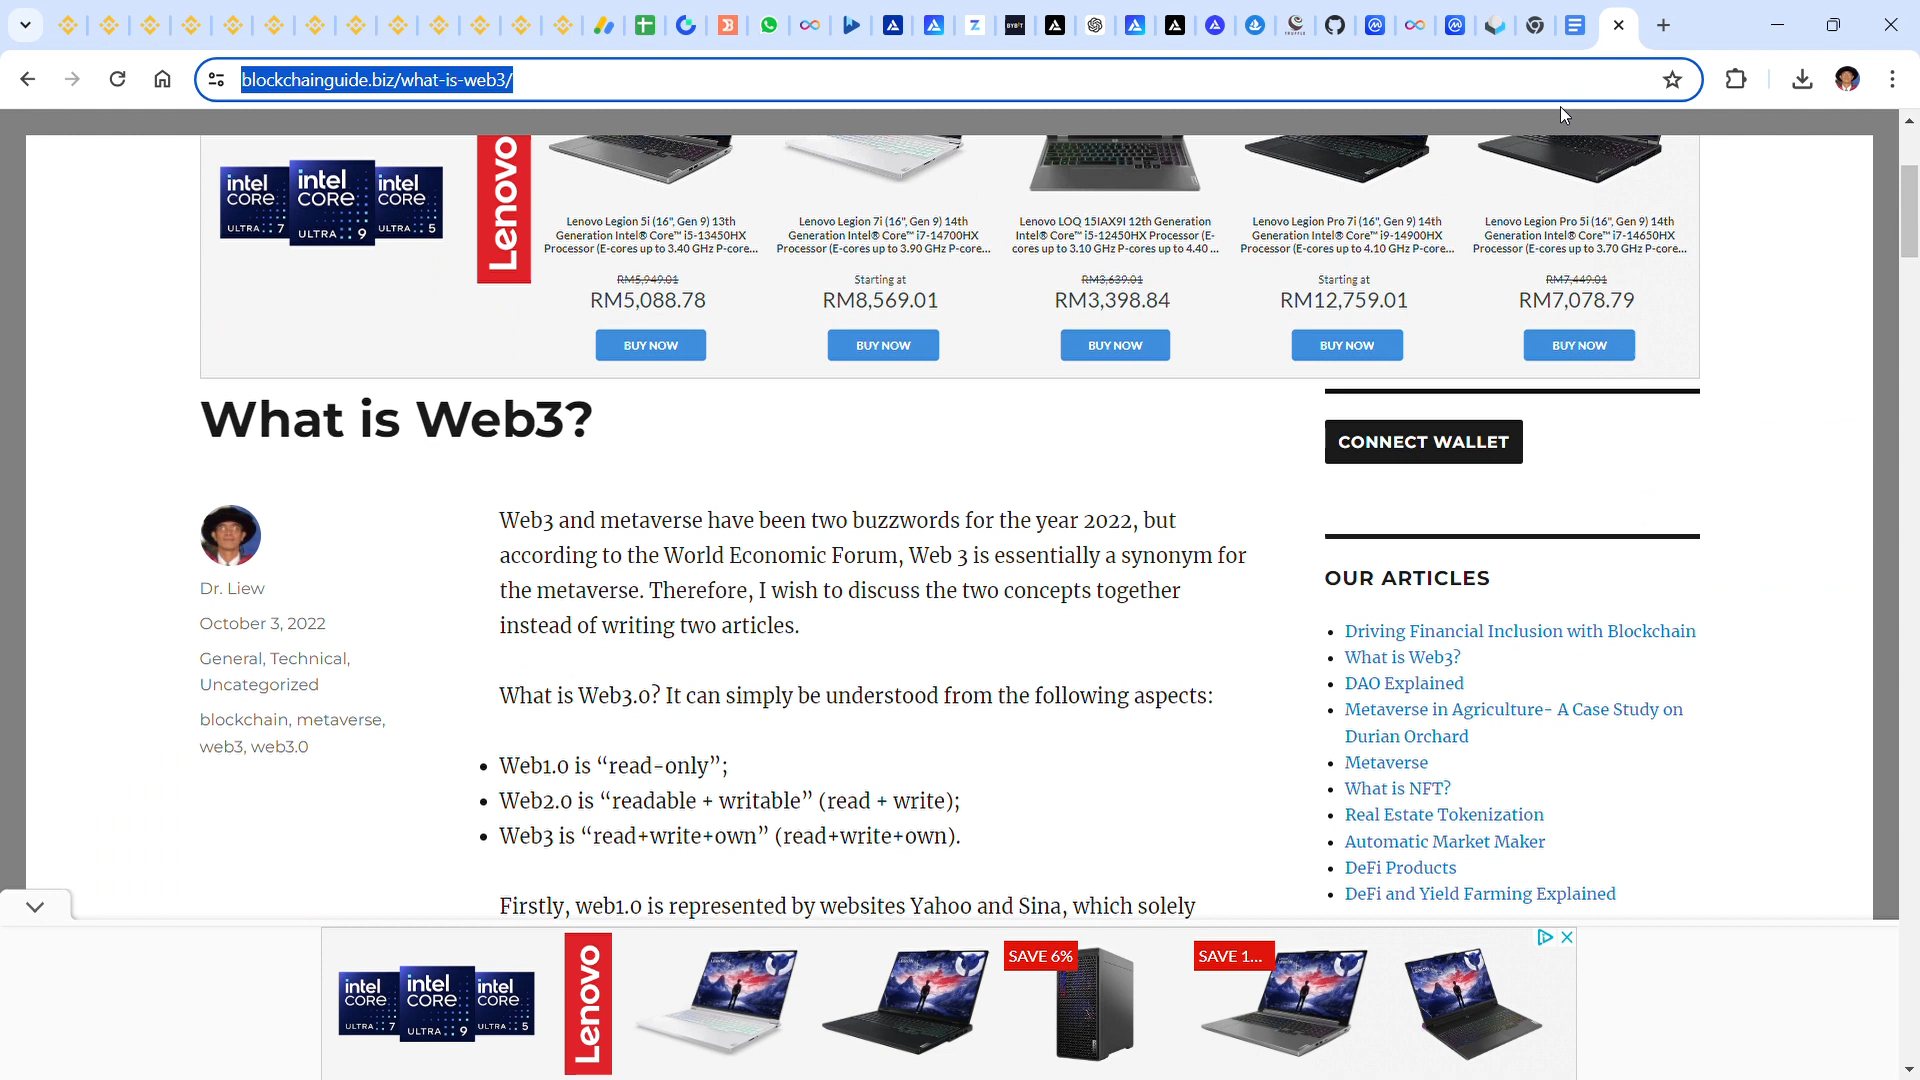 BYBIT
blockchainguide.biz/what-is-web3/
intel CORE ULTRA 7
intel CORE ULTRA 9
intel CORE ULTRA 5
Lenovo
Lenovo Legion 5i (16", Gen 9) 13th
Generation Intel® Core™ i5-13450HX
Processor (E-cores up to 3.40 GHz P-core...
RM5,949.01
RM5,088.78
BUY NOW
Lenovo Legion 7i (16", Gen 9) 14th
Generation Intel® Core™ i7-14700HX
Processor (E-cores up to 3.90 GHz P-core...
Starting at
RM8,569.01
BUY NOW
Lenovo LOQ 15IAX9I 12th Generation
Intel® Core™ i5-12450HX Processor (E-
cores up to 3.10 GHz P-cores up to 4.40 ...
RM3,639.01
RM3,398.84
BUY NOW
Lenovo Legion Pro 7i (16", Gen 9) 14th
Generation Intel® Core™ i9-14900HX
Processor (E-cores up to 4.10 GHz P-core...
Starting at
RM12,759.01
BUY NOW
Lenovo Legion Pro 5i (16", Gen 9) 14th
Generation Intel® Core™ i7-14650HX
Processor (E-cores up to 3.70 GHz P-core...
RM7,449.01
RM7,078.79
BUY NOW
What is Web3?
Dr. Liew
October 3, 2022
General, Technical,
Uncategorized
blockchain, metaverse,
web3, web3.0
Web3 and metaverse have been two buzzwords for the year 2022, but
according to the World Economic Forum, Web 3 is essentially a synonym for
the metaverse. Therefore, I wish to discuss the two concepts together
instead of writing two articles.
What is Web3.0? It can simply be understood from the following aspects:
• Web1.0 is “read-only”;
• Web2.0 is “readable + writable” (read + write);
• Web3 is “read+write+own” (read+write+own).
Firstly, web1.0 is represented by websites Yahoo and Sina, which solely
CONNECT WALLET
OUR ARTICLES
• Driving Financial Inclusion with Blockchain
• What is Web3?
• DAO Explained
• Metaverse in Agriculture- A Case Study on
Durian Orchard
• Metaverse
• What is NFT?
• Real Estate Tokenization
• Automatic Market Maker
• DeFi Products
• DeFi and Yield Farming Explained
intel CORE ULTRA 7
intel CORE ULTRA 9
intel CORE ULTRA 5
Lenovo
SAVE 6%
SAVE 1...